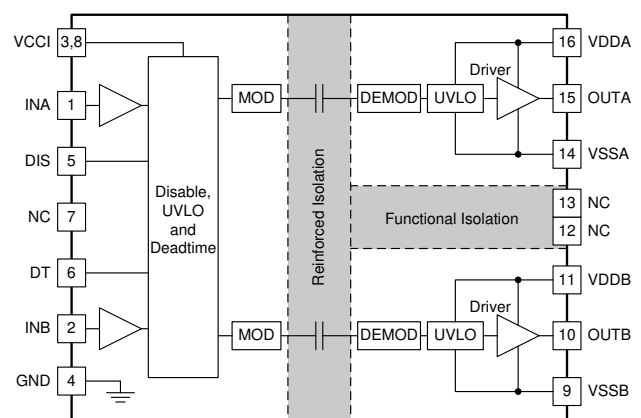 VCCI 3,8
INA 1
DIS 5
NC 7
DT 6
INB 2
GND 4
Disable,
UVLO
and
Deadtime
MOD
MOD
Reinforced Isolation
DEMOD UVLO
Driver
Functional Isolation
DEMOD UVLO
Driver
16 VDDA
15 OUTA
14 VSSA
13 NC
12 NC
11 VDDB
10 OUTB
9 VSSB